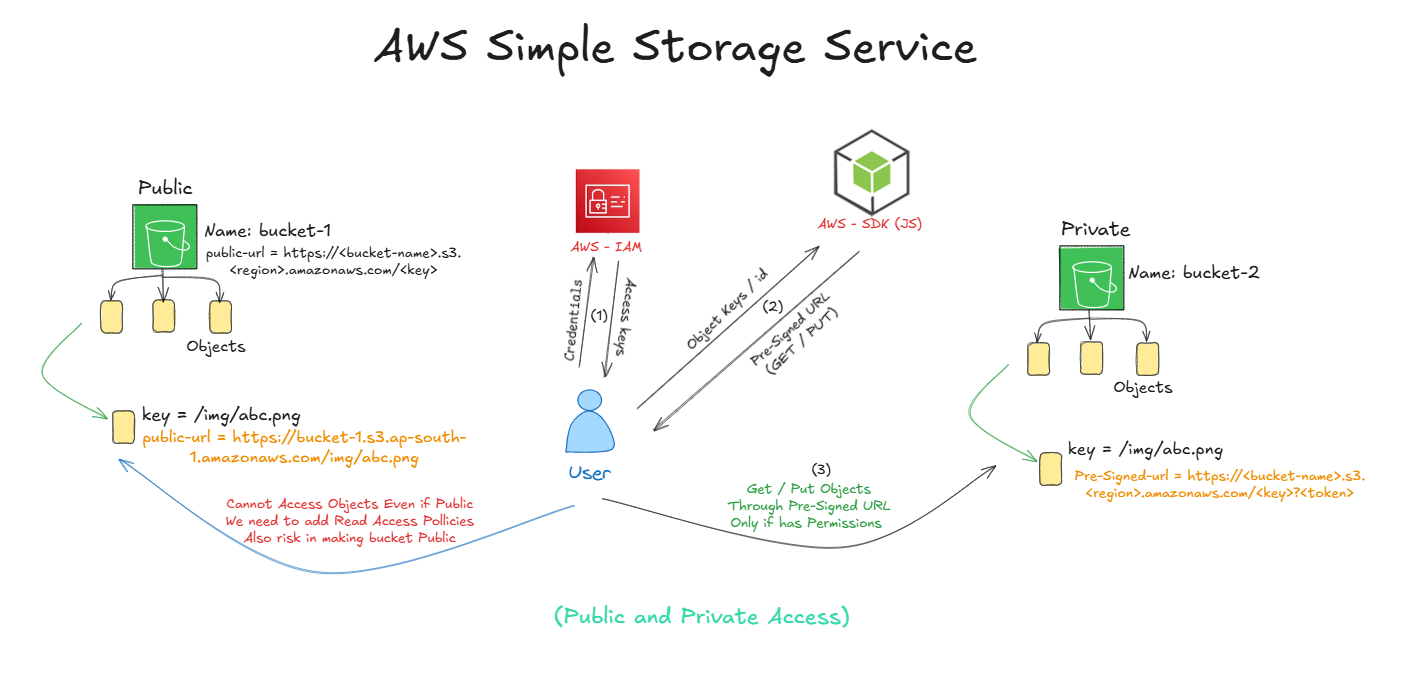 AWS Simple Storage Service
Public
Name: bucket-1
public-url = https://<bucket-name>.s3.
<region>.amazonaws.com/<key>
Objects
key = /img/abc.png
public-url = https://bucket-1.s3.ap-south-
1.amazonaws.com/img/abc.png
Cannot Access Objects Even if Public
We need to add Read Access Pollicies
Also risk in making bucket Public
AWS - IAM
Credentials
(1)
Access keys
User
AWS - SDK (JS)
Object Keys / id
(2)
Pre-Signed URL
(GET / PUT)
(3)
Get / Put Objects
Through Pre-Signed URL
Only if has Permissions
Private
Name: bucket-2
Objects
key = /img/abc.png
Pre-Signed-url = https://<bucket-name>.s3.
<region>.amazonaws.com/<key>?<token>
(Public and Private Access)